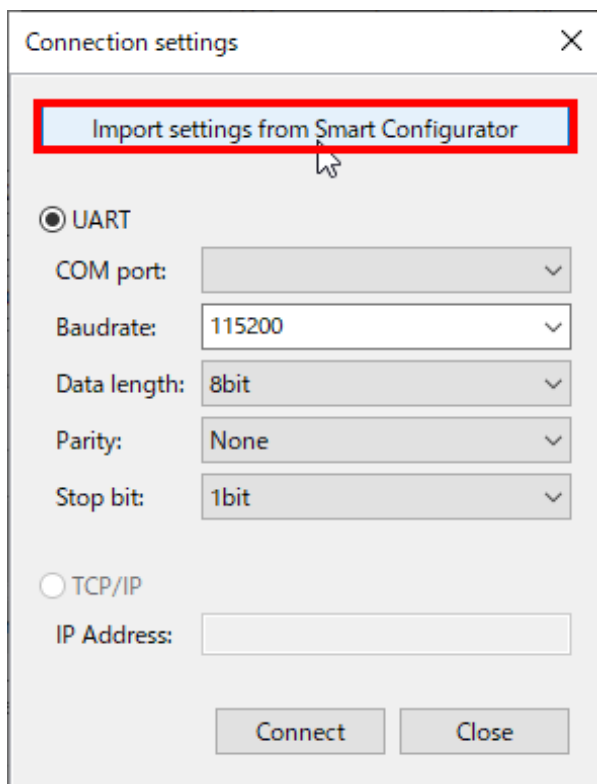 Connection settings
Import settings from Smart Configurator
UART
COM port:
Baudrate: 115200
Data length: 8bit
Parity: None
Stop bit: 1bit
TCP/IP
IP Address:
Connect Close